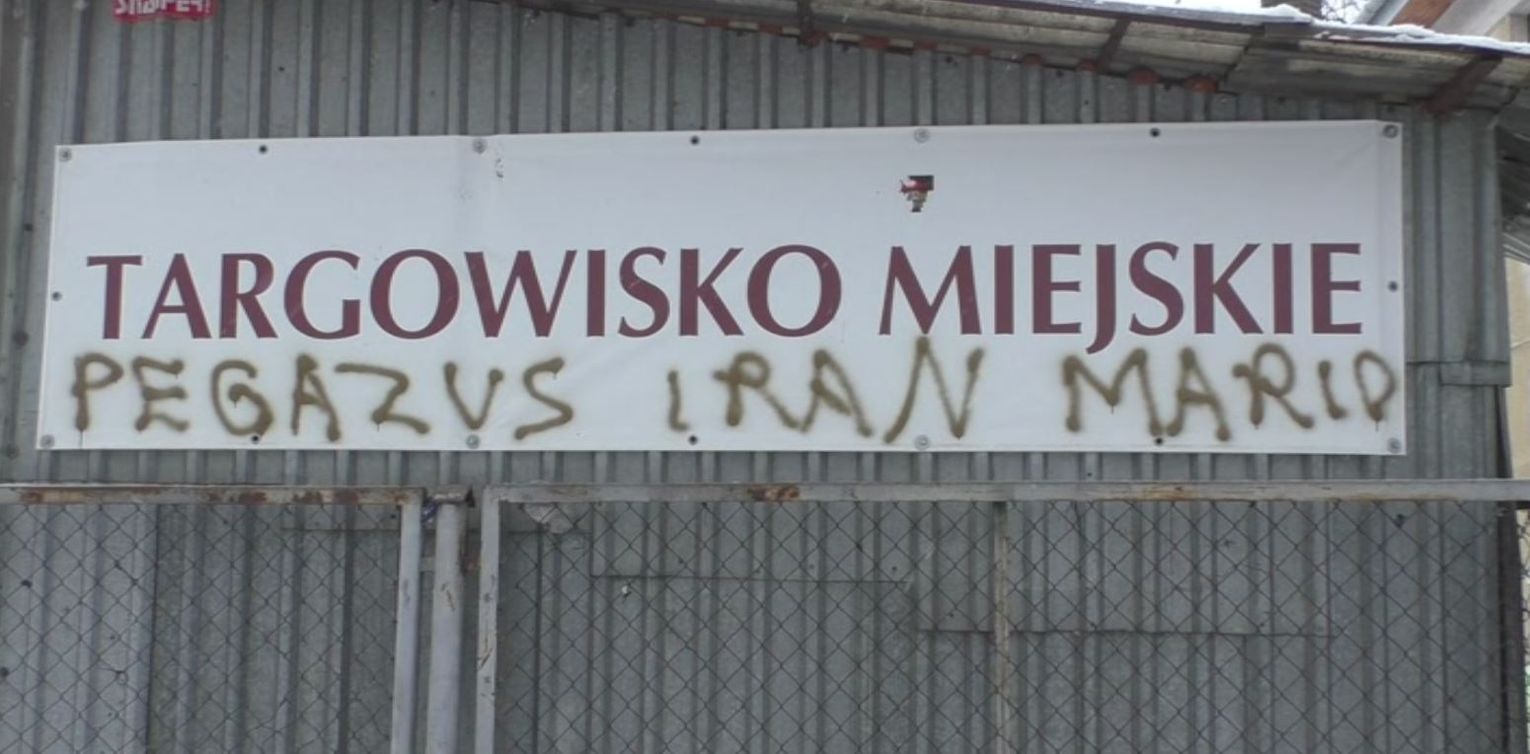 TARGOWISKO MIEJSKIE
PEGAZUS IRAN MARIO